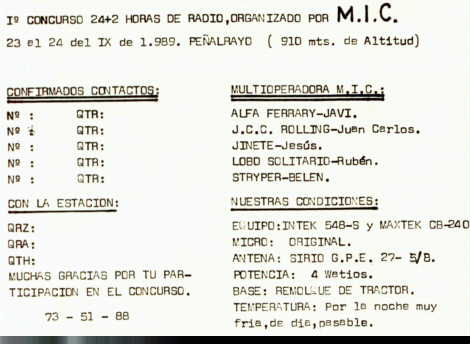 Iº CONCURSO 24+2 HORAS DE RADIO,ORGANIZADO POR M.I.C.
23 al 24 del IX de 1.989. PEÑALRAYO ( 910 mts. de Altitud)
CONFIRMADOS CONTACTOS:
Nº : QTR:
Nº : QTR:
Nº : QTR:
Nº : QTR:
Nº : QTR:
CON LA ESTACION:
QRZ:
QRA:
QTH:
MUCHAS GRACIAS POR TU PAR-
TICIPACION EN EL CONCURSO.
73 - 51 - 88
MULTIOPERADORA M.I.C.:
ALFA FERRARY-JAVI.
J.C.C. ROLLING-Juan Carlos.
JINETE-Jesús.
LOBO SOLITARIO-Rubén.
STRYPER-BELEN.
NUESTRAS CONDICIONES:
EQUIPO:INTEK 548-S y MAXTEK CB-240
MICRO: ORIGINAL.
ANTENA: SIRIO G.P.E. 27- 5/8.
POTENCIA: 4 Watios.
BASE: REMOLQUE DE TRACTOR.
TEMPERATURA: Por la noche muy
fria,de dia,pasable.